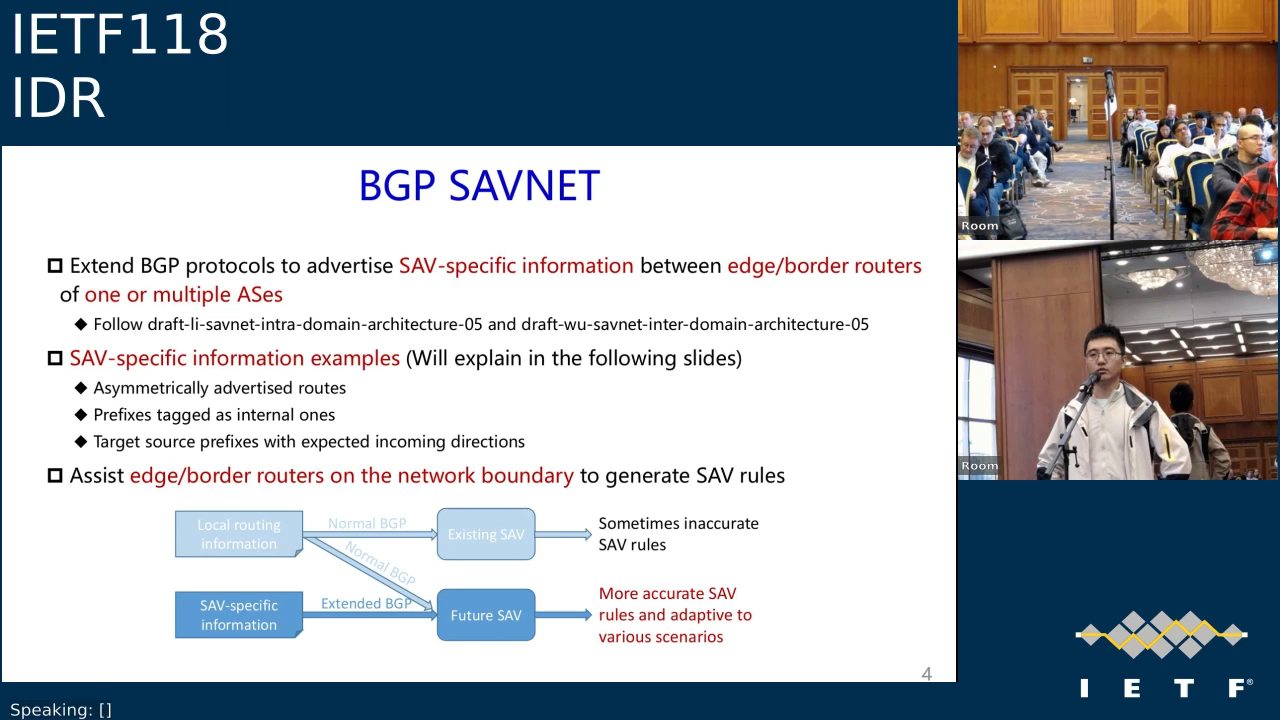 IETF118
IDR
BGP SAVNET
Extend BGP protocols to advertise SAV-specific information between edge/border routers
of one or multiple ASes
Follow draft-li-savnet-intra-domain-architecture-05 and draft-wu-savnet-inter-domain-architecture-05
SAV-specific information examples (Will explain in the following slides)
Asymmetrically advertised routes
Prefixes tagged as internal ones
Target source prefixes with expected incoming directions
Assist edge/border routers on the network boundary to generate SAV rules
Local routing
information
Normal BGP
Normal BGP
Existing SAV
Sometimes inaccurate
SAV rules
SAV-specific
information
Extended BGP
Future SAV
More accurate SAV
rules and adaptive to
various scenarios
4
Room
Room
I E T F®
Speaking: []